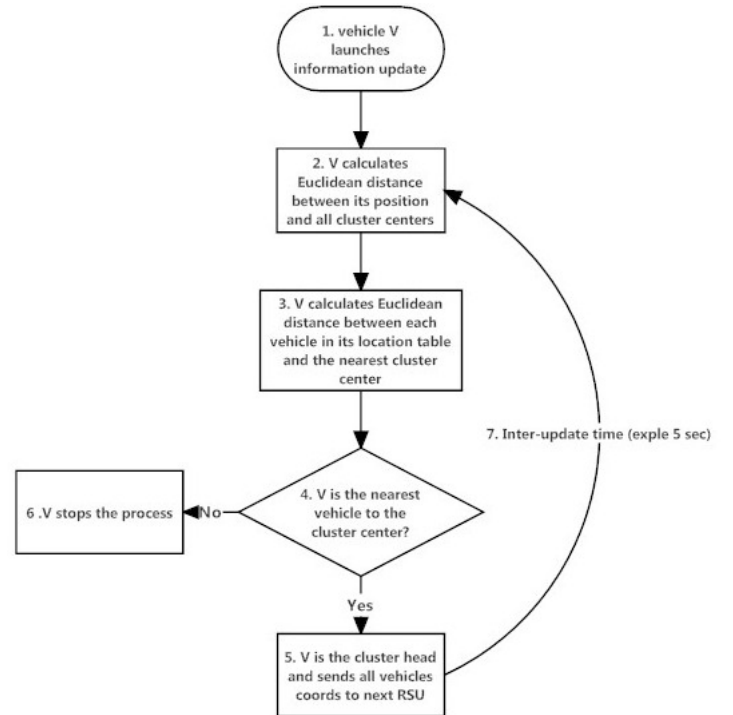 1. vehicle V
launches
information update
2. V calculates
Euclidean distance
between its position
and all cluster centers
3. V calculates Euclidean
distance between each
vehicle in its location table
and the nearest cluster
center
7. Inter-update time (exple 5 sec)
4. V is the nearest
vehicle to the
cluster center?
No
6 .V stops the process
Yes
5. V is the cluster head
and sends all vehicles
coords to next RSU